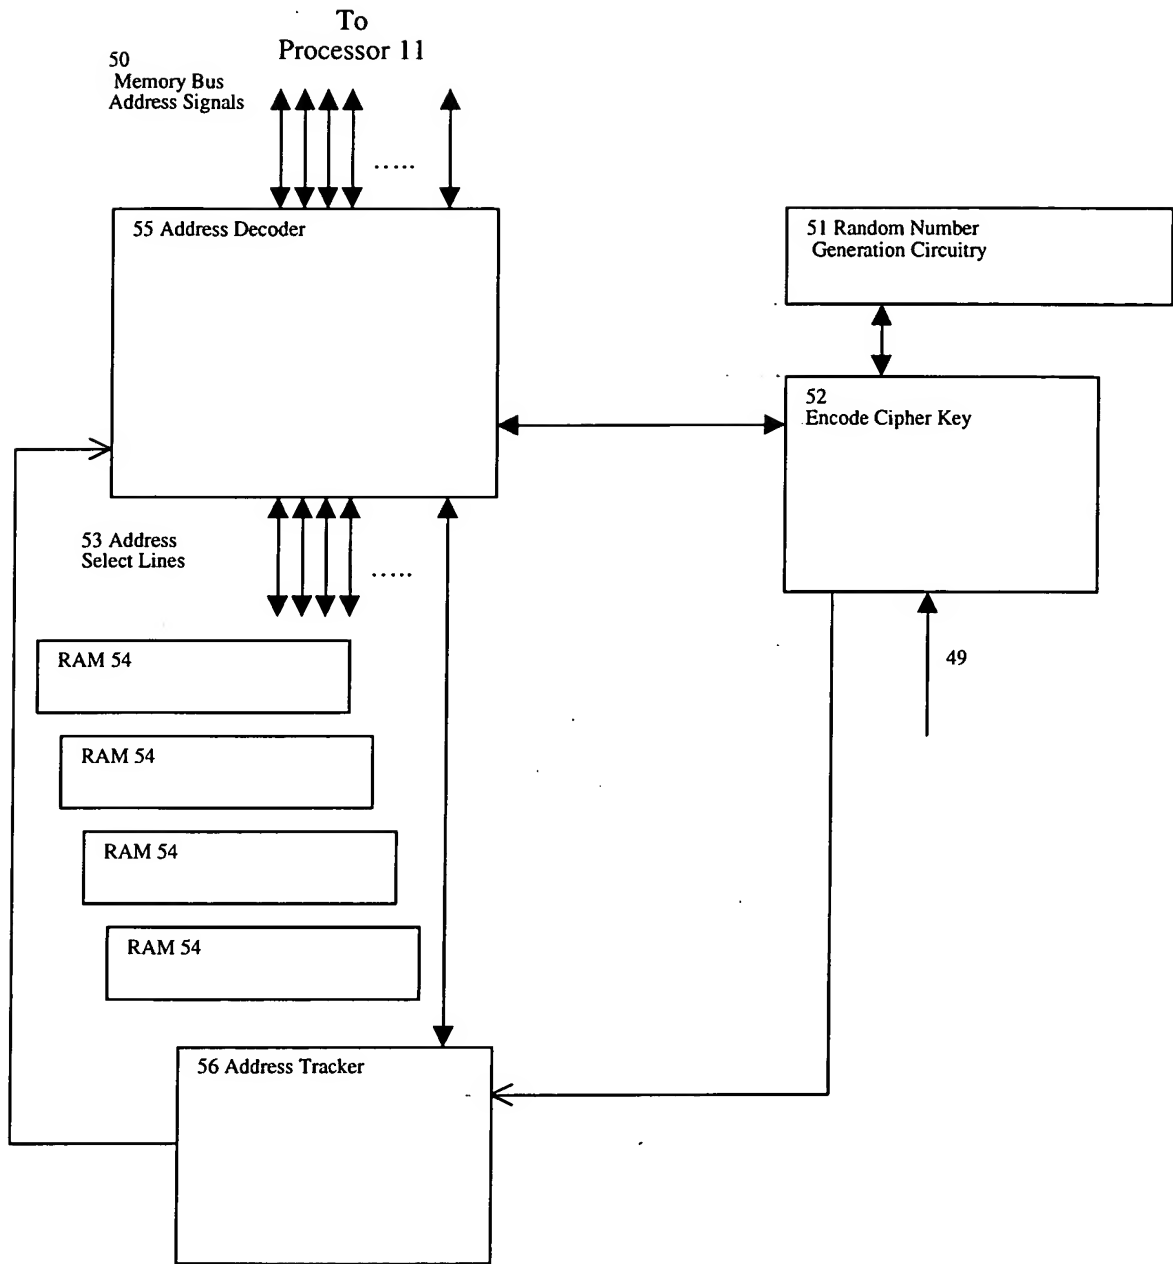 To
Processor 11
50
Memory Bus
Address Signals
.....
55 Address Decoder
51 Random Number
Generation Circuitry
52
Encode Cipher Key
53 Address
Select Lines
.....
RAM 54
49
RAM 54
RAM 54
RAM 54
56 Address Tracker